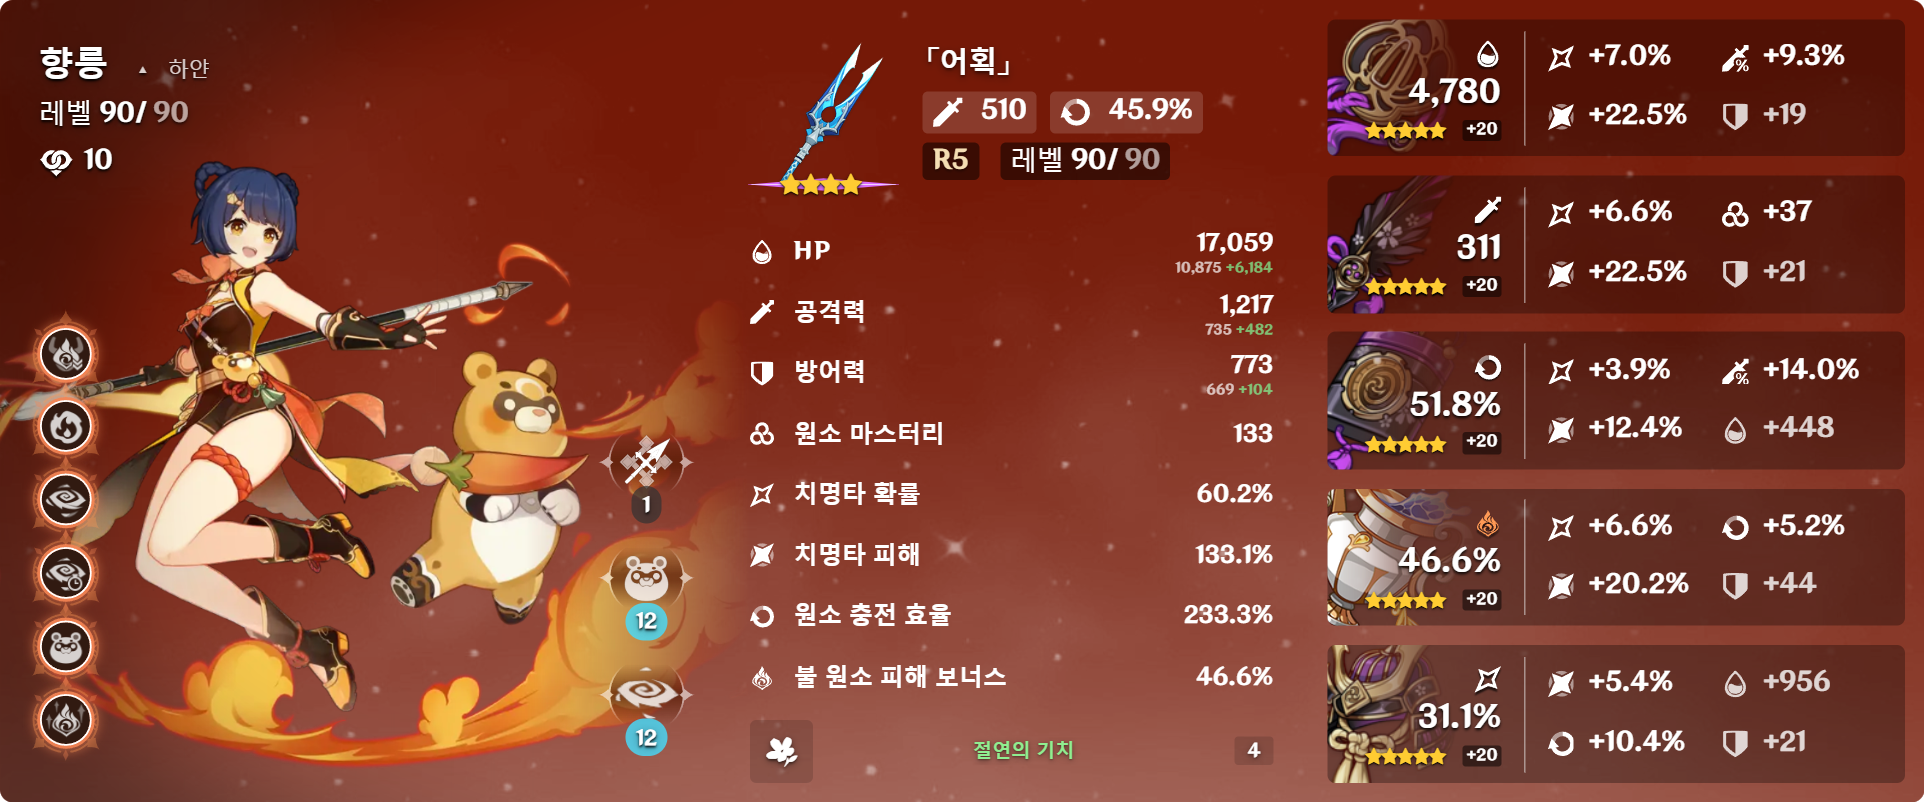 향릉 ▲ 하얀
레벨 90/ 90
10
1
12
12
「어획」
510 45.9%
R5 레벨 90/ 90
HP 17,059
10,875 +6,184
공격력 1,217
735 +482
방어력 773
669 +104
원소 마스터리 133
치명타 확률 60.2%
치명타 피해 133.1%
원소 충전 효율 233.3%
불 원소 피해 보너스 46.6%
절연의 기치 4
4,780
+20
+7.0% +9.3%
+22.5% +19
311
+20
+6.6% +37
+22.5% +21
51.8%
+20
+3.9% +14.0%
+12.4% +448
46.6%
+20
+6.6% +5.2%
+20.2% +44
31.1%
+20
+5.4% +956
+10.4% +21